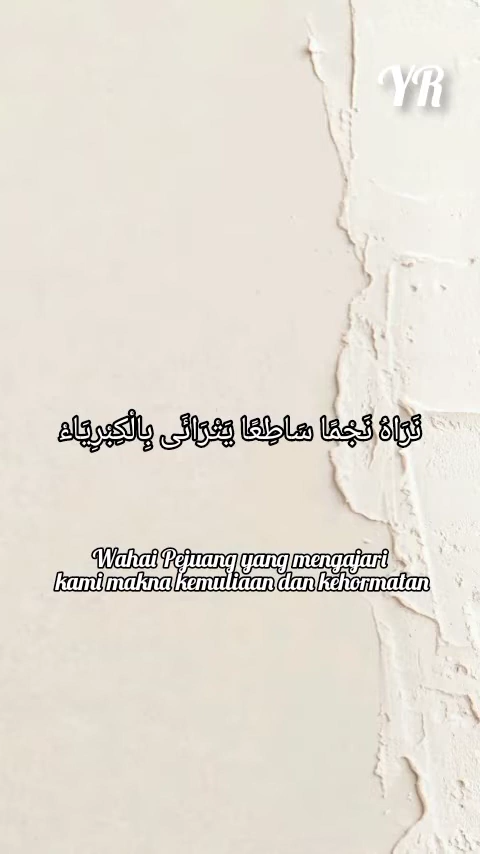 YR
نَرَاهُ نَجْمًا سَاطِعًا يَتَرَائَى بِالْكِبْرِيَاءْ
Wahai Pejuang yang mengajari
kami makna kemuliaan dan kehormatan